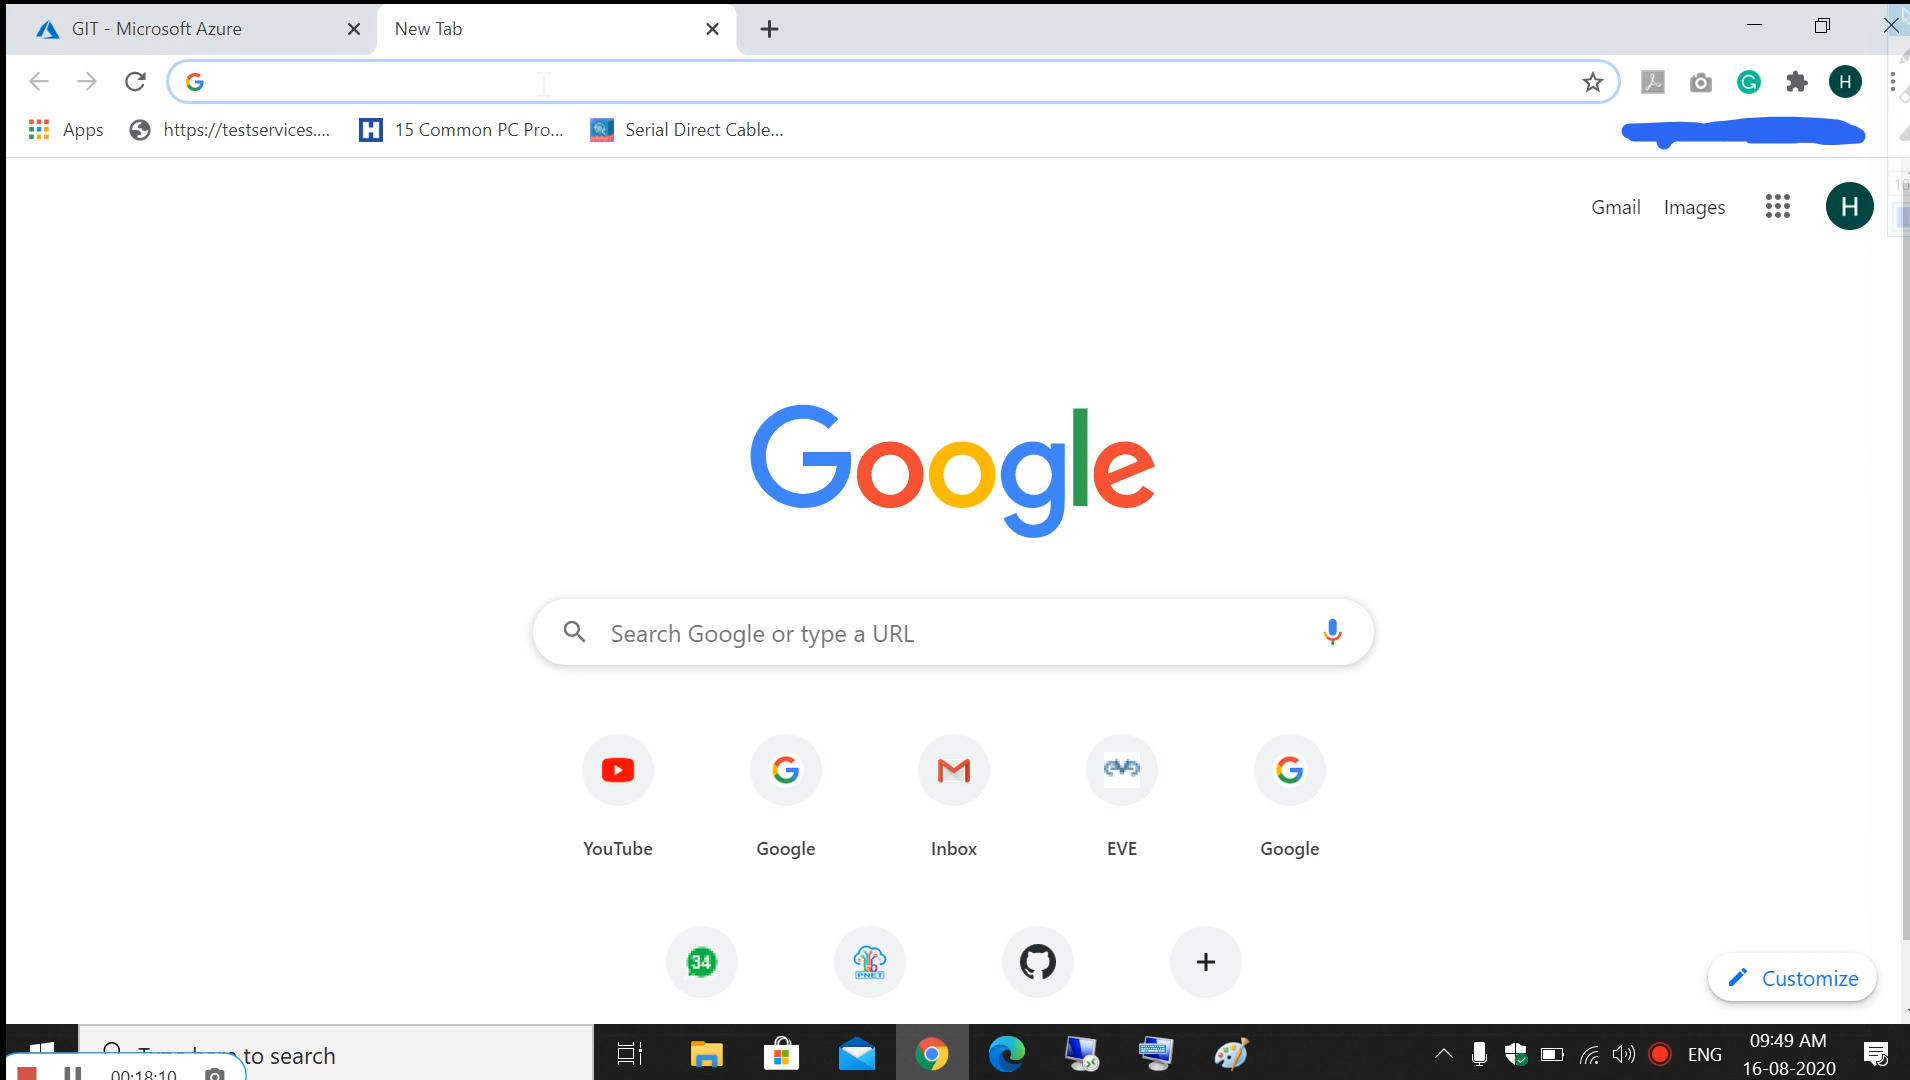 GIT - Microsoft Azure
New Tab
H
Apps
https://testservices....
15 Common PC Pro...
Serial Direct Cable...
Gmail
Images
H
Google
Search Google or type a URL
YouTube
Google
Inbox
EVE
Google
34
PNET
Customize
to search
00:18:10
ENG
09:49 AM
16-08-2020